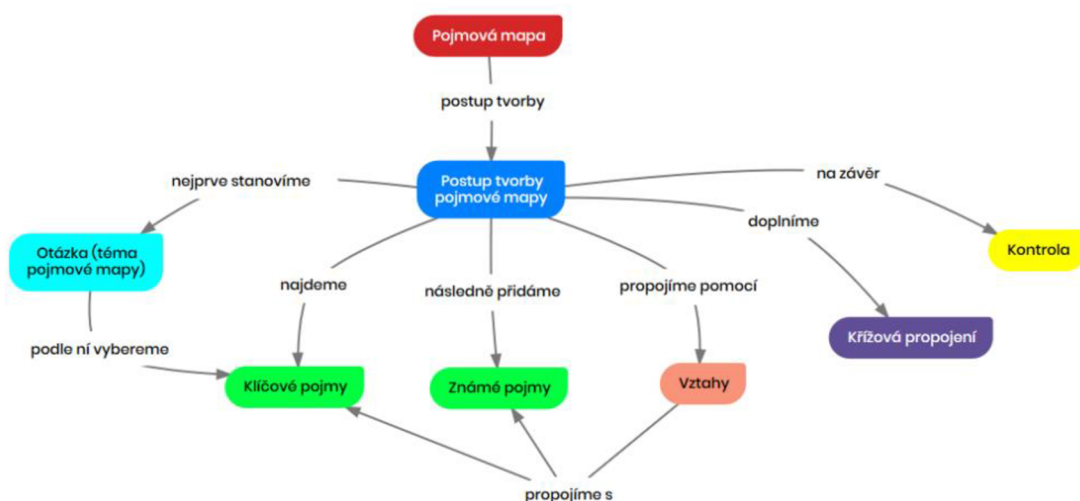 Pojmová mapa
postup tvorby
Postup tvorby
pojmové mapy
nejprve stanovíme
na závěr
doplníme
Otázka (téma
pojmové mapy)
Kontrola
najdeme
následně přidáme
propojíme pomocí
Křížová propojení
podle ní vybereme
Klíčové pojmy
Známé pojmy
Vztahy
propojíme s